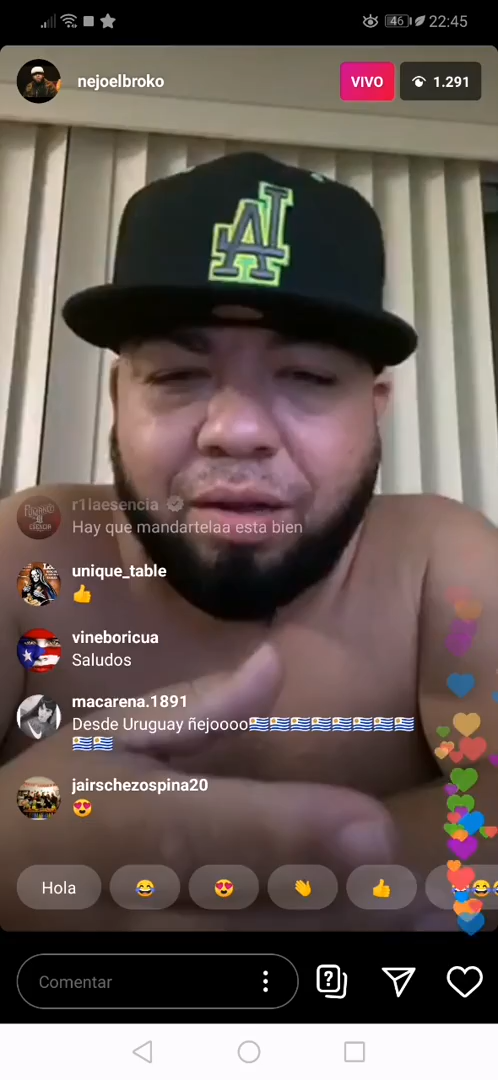 46 22:45
nejoelbroko VIVO 1.291
LA
r1laesencia
Hay que mandartelaa esta bien
unique_table
👍
vineboricua
Saludos
macarena.1891
Desde Uruguay ñejoooo🇺🇾🇺🇾🇺🇾🇺🇾🇺🇾🇺🇾🇺🇾🇺🇾
🇺🇾🇺🇾
jairschezospina20
😍
Hola 😂 😍 👏 👍
Comentar